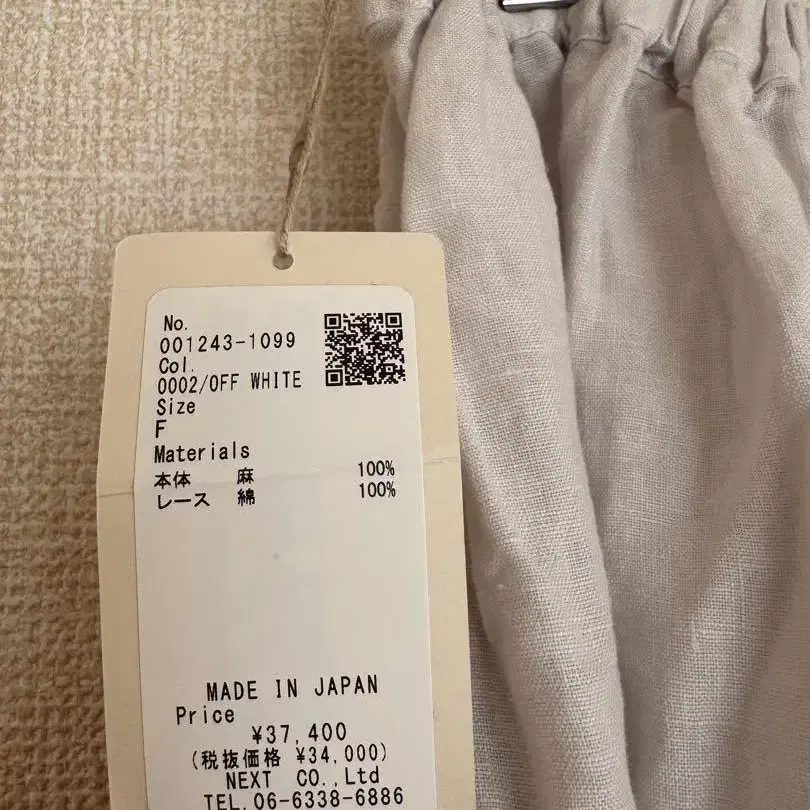 No.
001243-1099
Col.
0002/OFF WHITE
Size
F
Materials
本体 麻 100%
レース 綿 100%
MADE IN JAPAN
Price
¥37,400
(税抜価格 ¥34,000)
NEXT CO.,Ltd
TEL.06-6338-6886